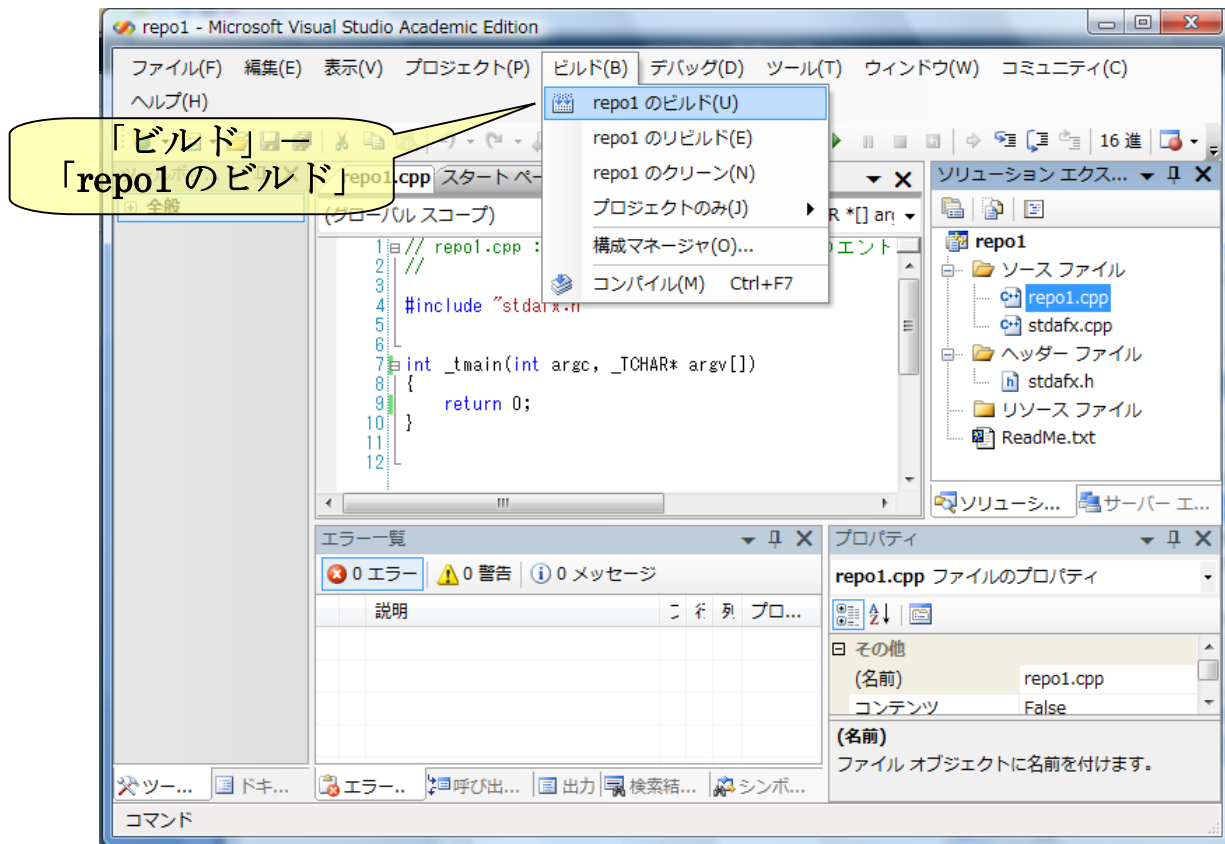 repo1 - Microsoft Visual Studio Academic Edition
ファイル(F) 編集(E) 表示(V) プロジェクト(P) ビルド(B) デバッグ(D) ツール(T) ウィンドウ(W) コミュニティ(C)
ヘルプ(H)
「ビルド」－
「repo1 のビルド」
repo1 のビルド(U)
repo1 のリビルド(E)
repo1 のクリーン(N)
プロジェクトのみ(J)
構成マネージャ(O)...
コンパイル(M) Ctrl+F7
16 進
全般
repo1.cpp スタート ペー
(グローバル スコープ)
R *[] arg
1 // repo1.cpp : のエント
2 //
3
4 #include "stdafx.h"
5
6
7 int _tmain(int argc, _TCHAR* argv[])
8 {
9 return 0;
10 }
11
12
ソリューション エクス...
repo1
ソース ファイル
repo1.cpp
stdafx.cpp
ヘッダー ファイル
stdafx.h
リソース ファイル
ReadMe.txt
ソリューシ... サーバー エ...
エラー一覧
0 エラー 0 警告 0 メッセージ
説明 行 列 プロ...
プロパティ
repo1.cpp ファイルのプロパティ
その他
(名前) repo1.cpp
コンテンツ False
(名前)
ファイル オブジェクトに名前を付けます。
ツー... ドキ... エラー.. 呼び出... 出力 検索結... シンボ...
コマンド